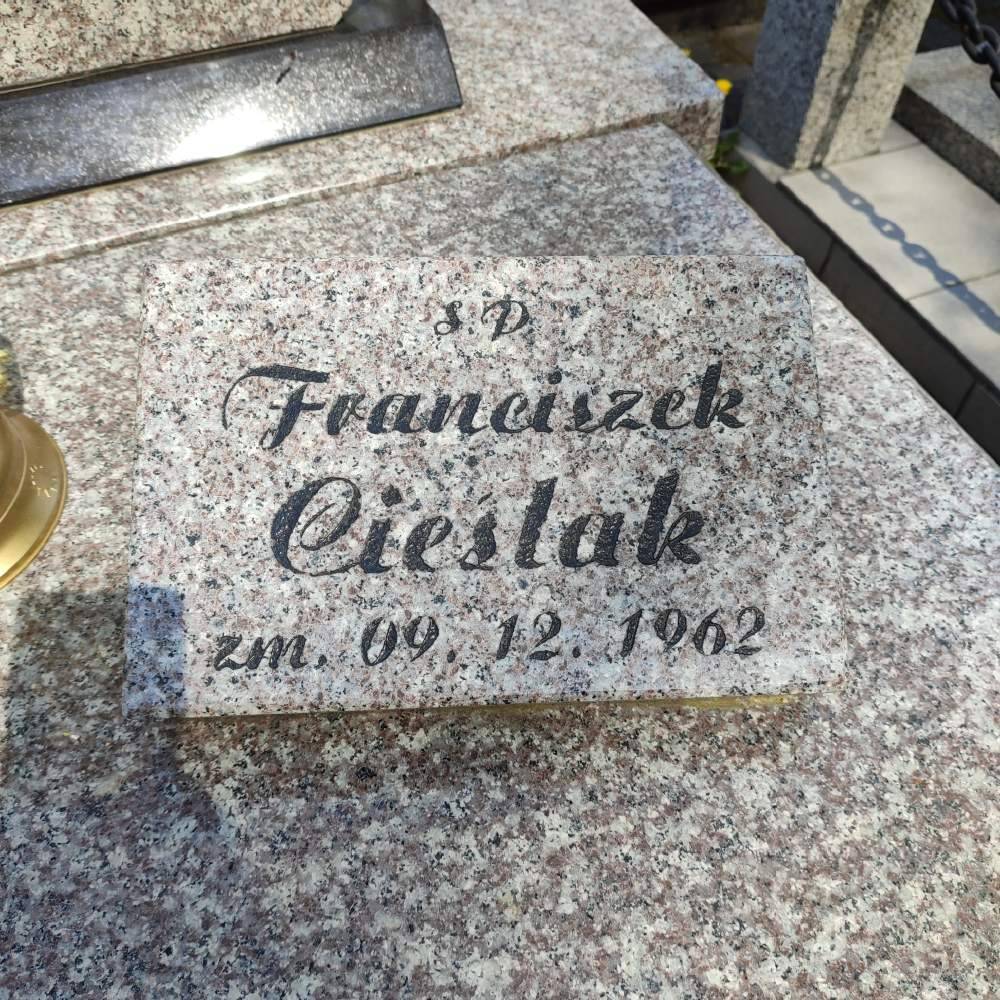 Ś. P.
Franciszek
Cieślak
zm. 09. 12. 1962